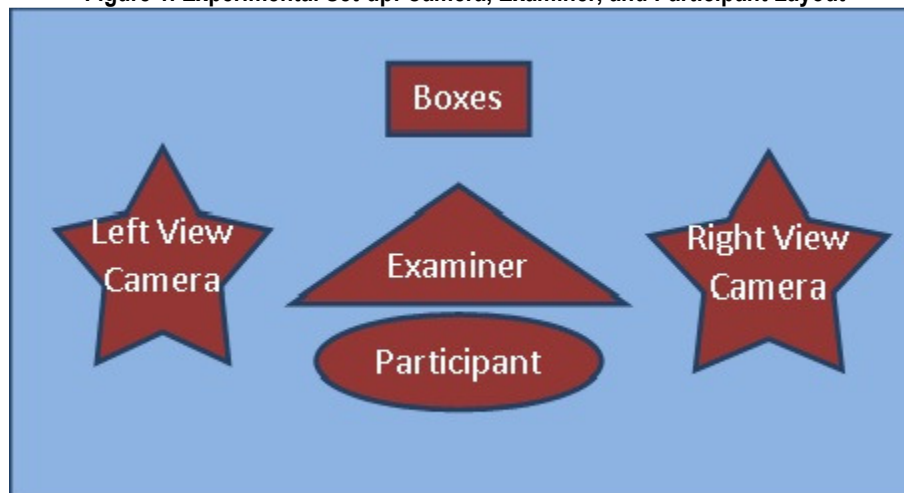 Figure 1. Experimental Set-up: Camera, Examiner, and Participant Layout
Boxes
Left View
Camera
Examiner
Right View
Camera
Participant